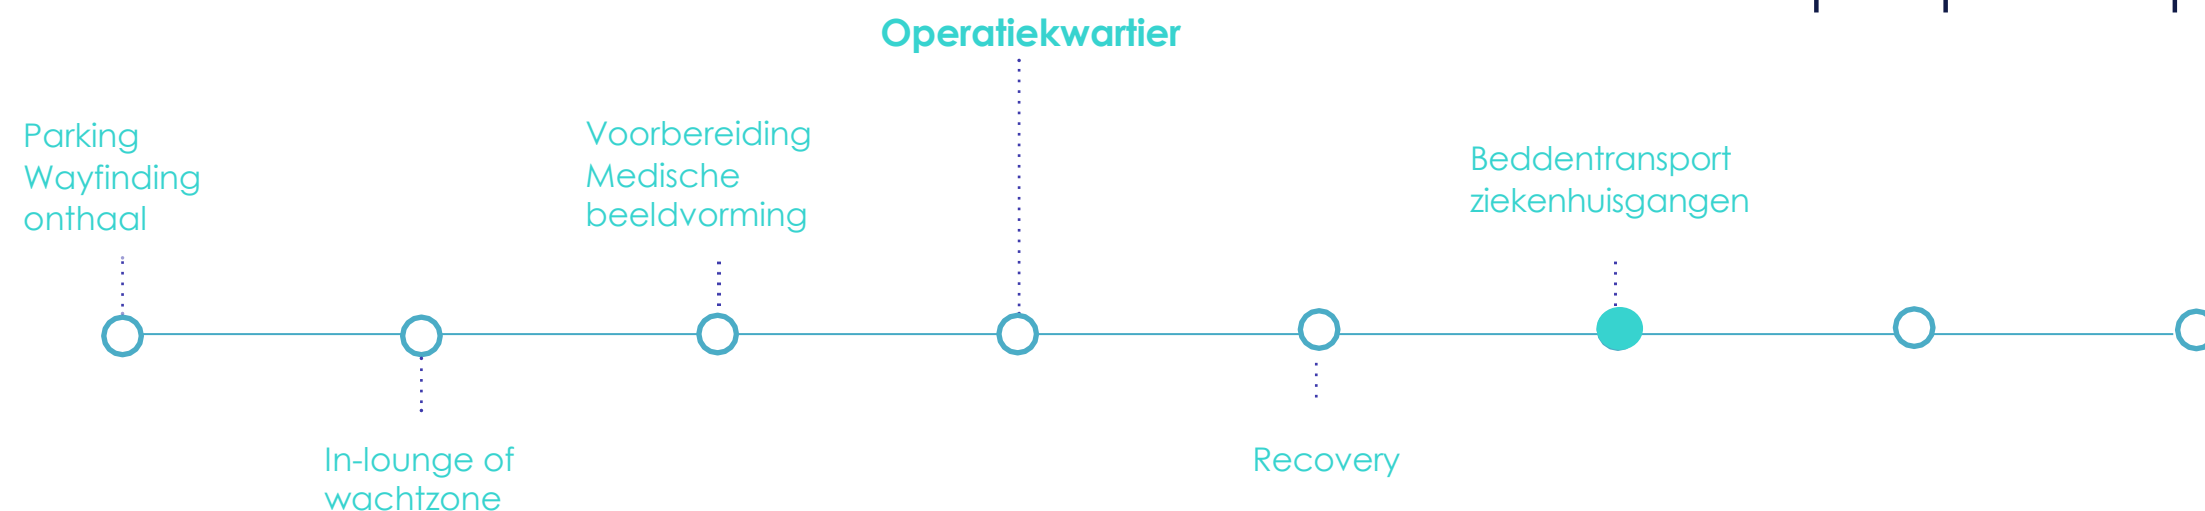 Operatiekwartier
Parking
Wayfinding
onthaal
Voorbereiding
Medische
beeldvorming
Beddentransport
ziekenhuisgangen
In-lounge of
wachtzone
Recovery